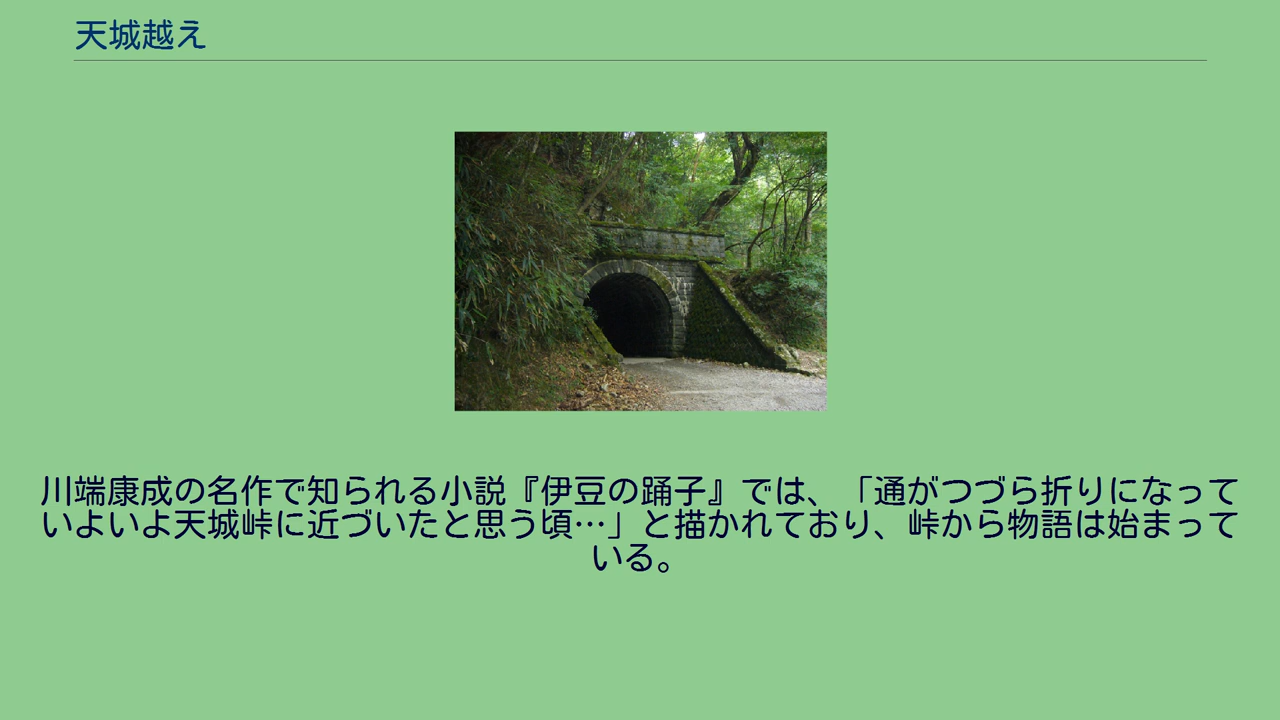 天城越え
川端康成の名作で知られる小説『伊豆の踊子』では、「通がつづら折りになって
いよいよ天城峠に近づいたと思う頃…」と描かれており、峠から物語は始まって
いる。